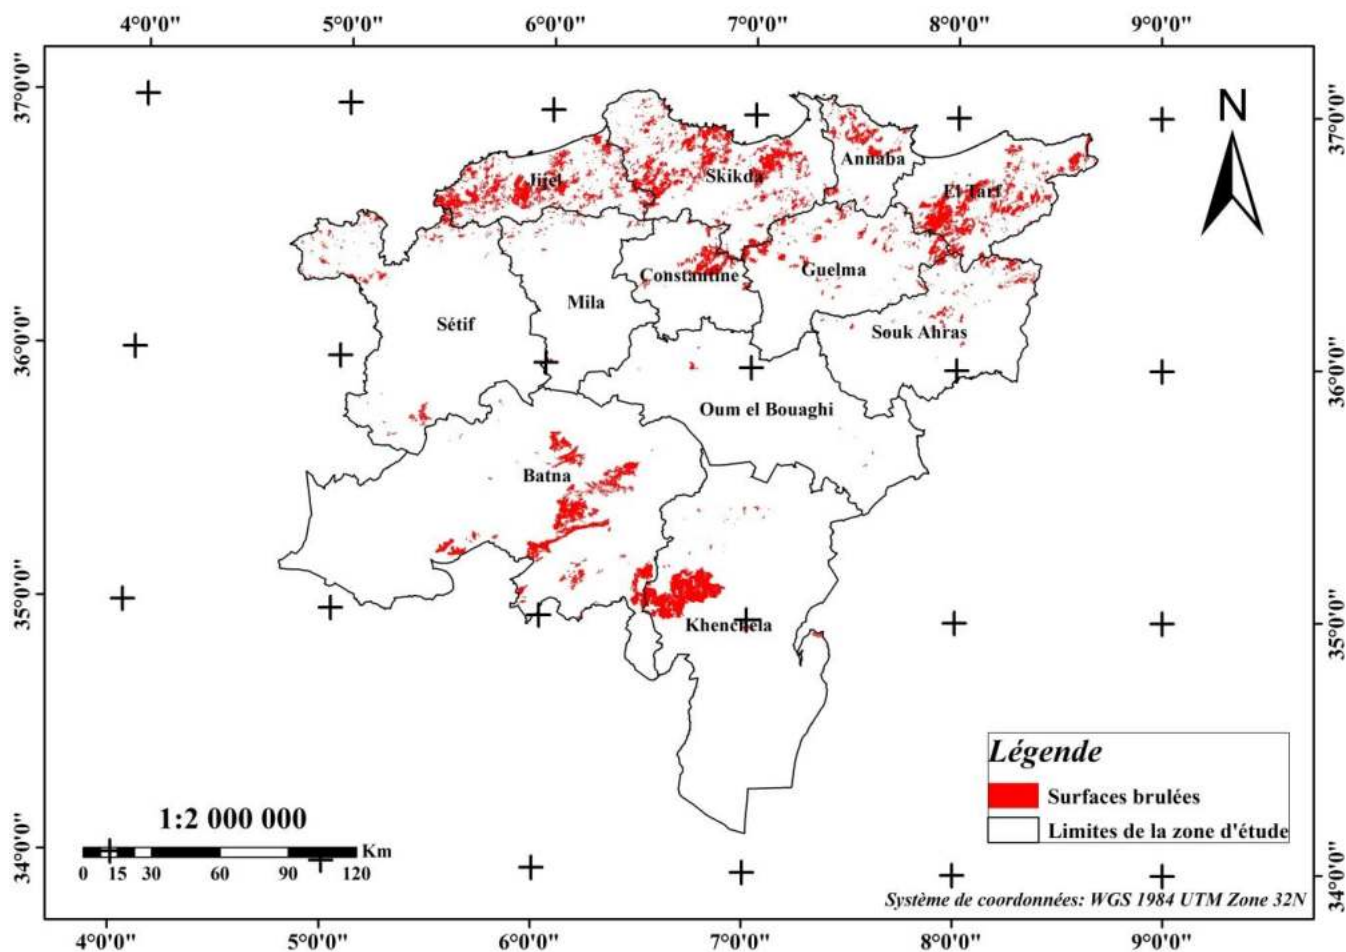 4°0'0" 5°0'0" 6°0'0" 7°0'0" 8°0'0" 9°0'0"
37°0'0"
37°0'0"
N
Annaba
Jijel
Skikda
El Tarf
Constantine
Guelma
Mila
Sétif
Souk Ahras
36°0'0"
36°0'0"
Oum el Bouaghi
Batna
35°0'0"
35°0'0"
Khenchela
Légende
Surfaces brulées
Limites de la zone d'étude
1:2 000 000
Km
0 15 30 60 90 120
34°0'0"
34°0'0"
Système de coordonnées: WGS 1984 UTM Zone 32N
4°0'0" 5°0'0" 6°0'0" 7°0'0" 8°0'0" 9°0'0"